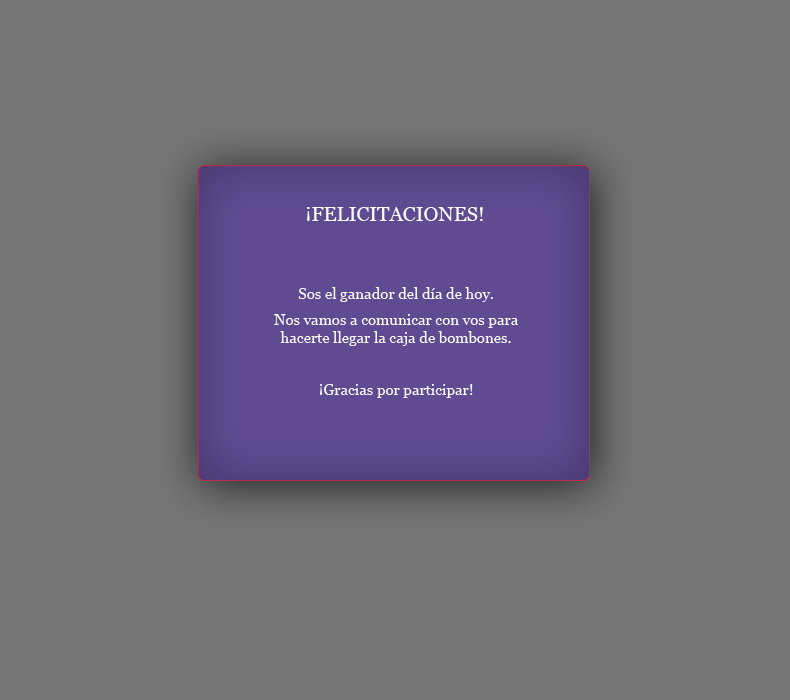 ¡FELICITACIONES!
Sos el ganador del día de hoy.
Nos vamos a comunicar con vos para
hacerte llegar la caja de bombones.
¡Gracias por participar!